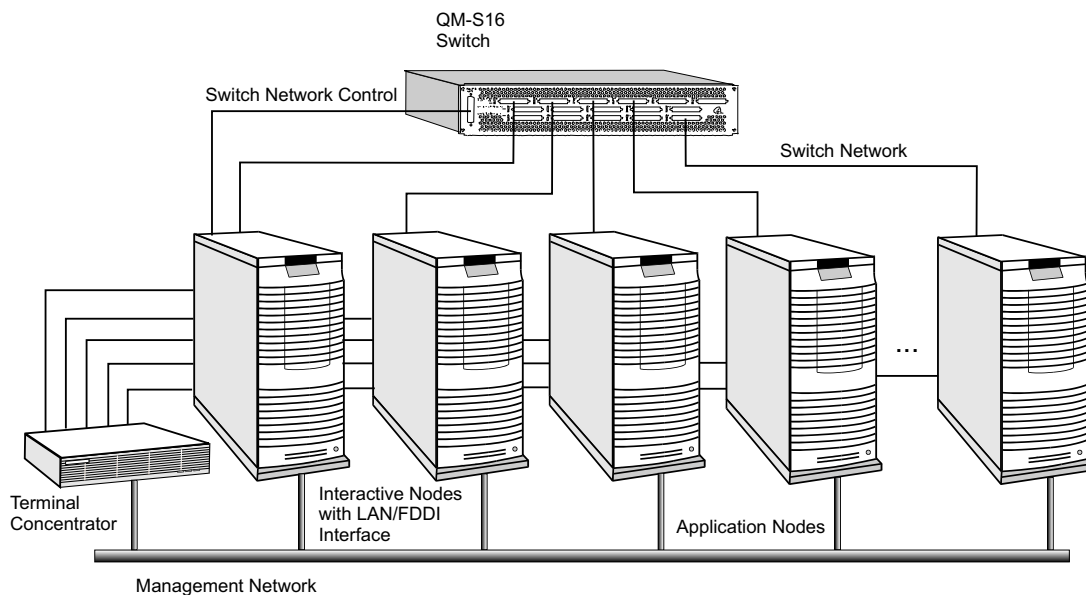 QM-S16
Switch
Switch Network Control
Switch Network
...
Terminal
Concentrator
Interactive Nodes
with LAN/FDDI
Interface
Application Nodes
Management Network